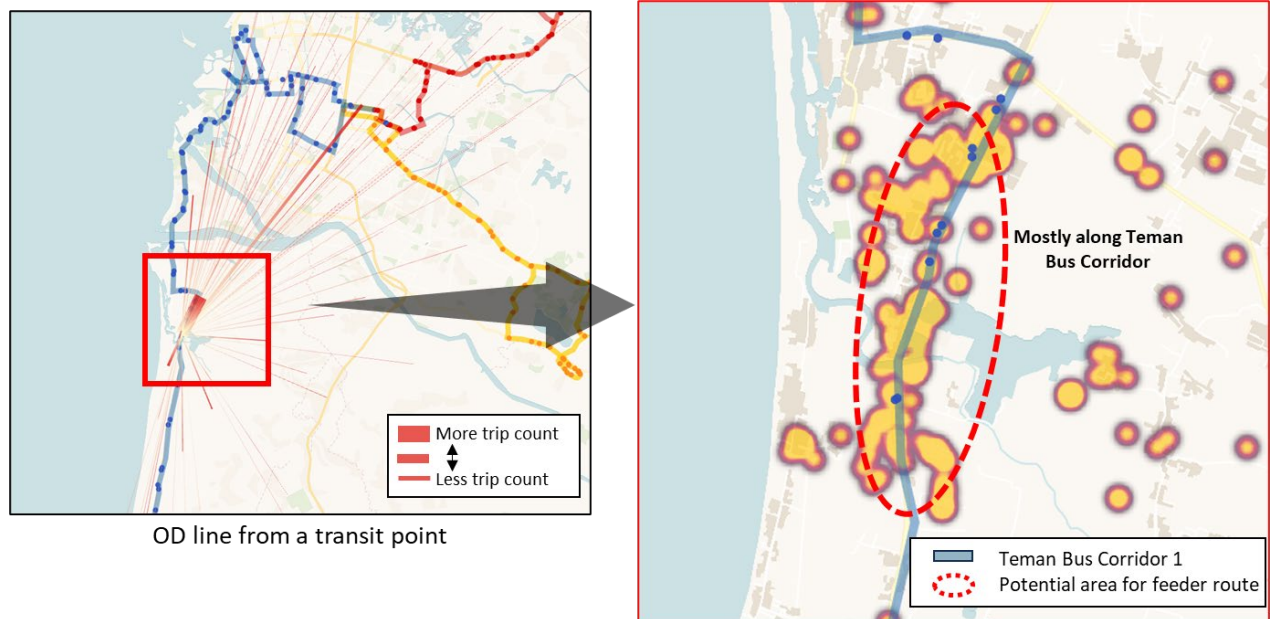 More trip count
Less trip count
OD line from a transit point
Mostly along Teman
Bus Corridor
Teman Bus Corridor 1
Potential area for feeder route